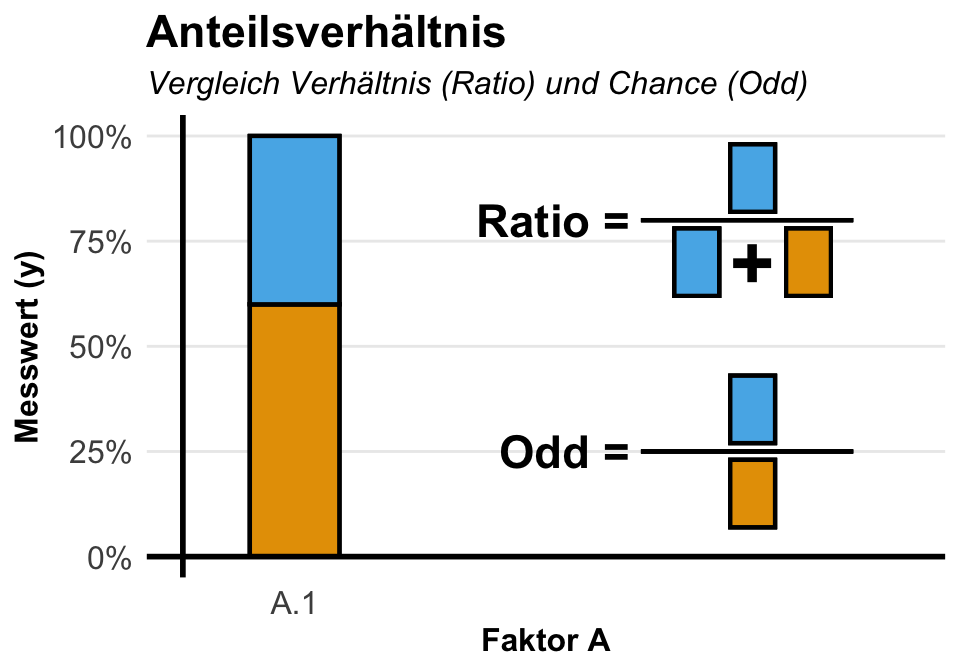 Anteilsverhältnis
Vergleich Verhältnis (Ratio) und Chance (Odd)
Messwert (y)
100%
75%
50%
25%
0%
Ratio =
+
Odd =
A.1
Faktor A